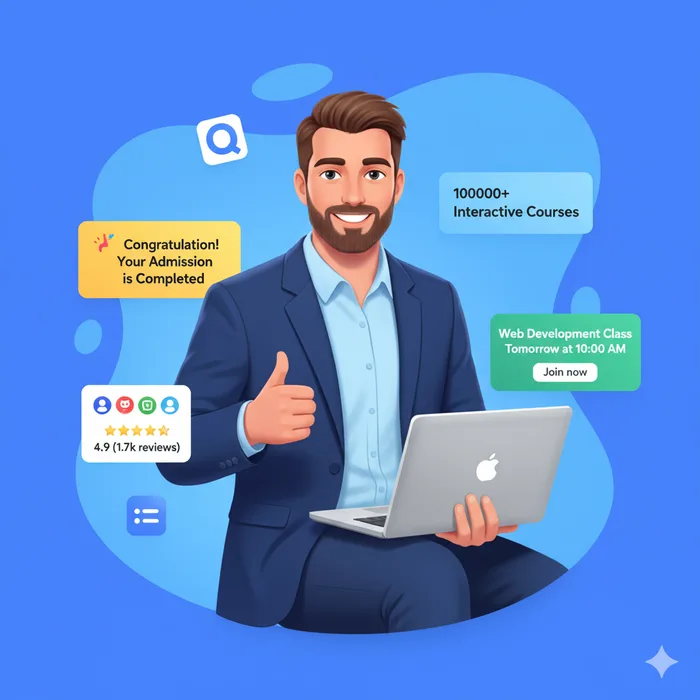 100000+
Interactive Courses
Congratulation!
Your Admission
is Completed
Web Development Class
Tomorrow at 10:00 AM
Join now
4.9 (1.7k reviews)